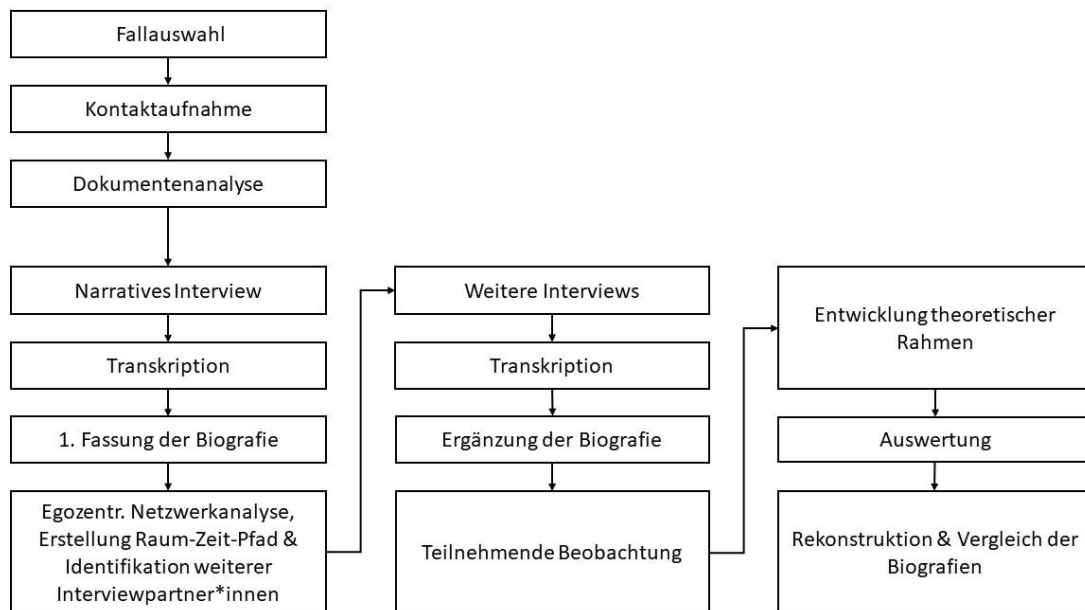 Fallauswahl
Kontaktaufnahme
Dokumentenanalyse
Narratives Interview
Transkription
1. Fassung der Biografie
Egozentr. Netzwerkanalyse,
Erstellung Raum-Zeit-Pfad &
Identifikation weiterer
Interviewpartner*innen
Weitere Interviews
Transkription
Ergänzung der Biografie
Teilnehmende Beobachtung
Entwicklung theoretischer
Rahmen
Auswertung
Rekonstruktion & Vergleich der
Biografien